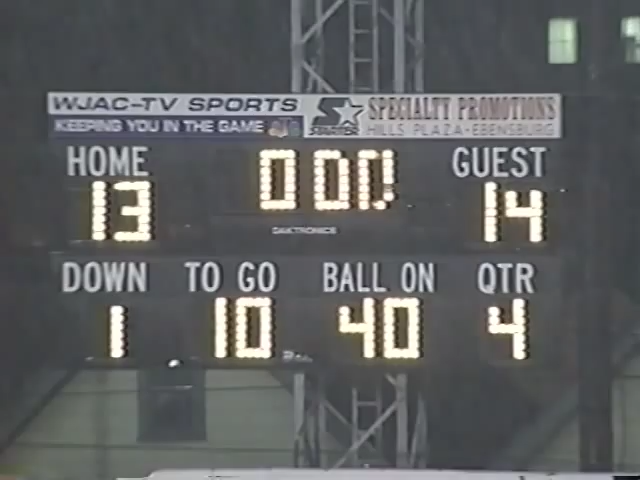 WJAC-TV SPORTS
KEEPING YOU IN THE GAME
STARTER
SPECIALTY PROMOTIONS
HILLS PLAZA-EBENSBURG
HOME 0 00 GUEST
13 14
DAKTRONICS
DOWN TO GO BALL ON QTR
1 10 40 4